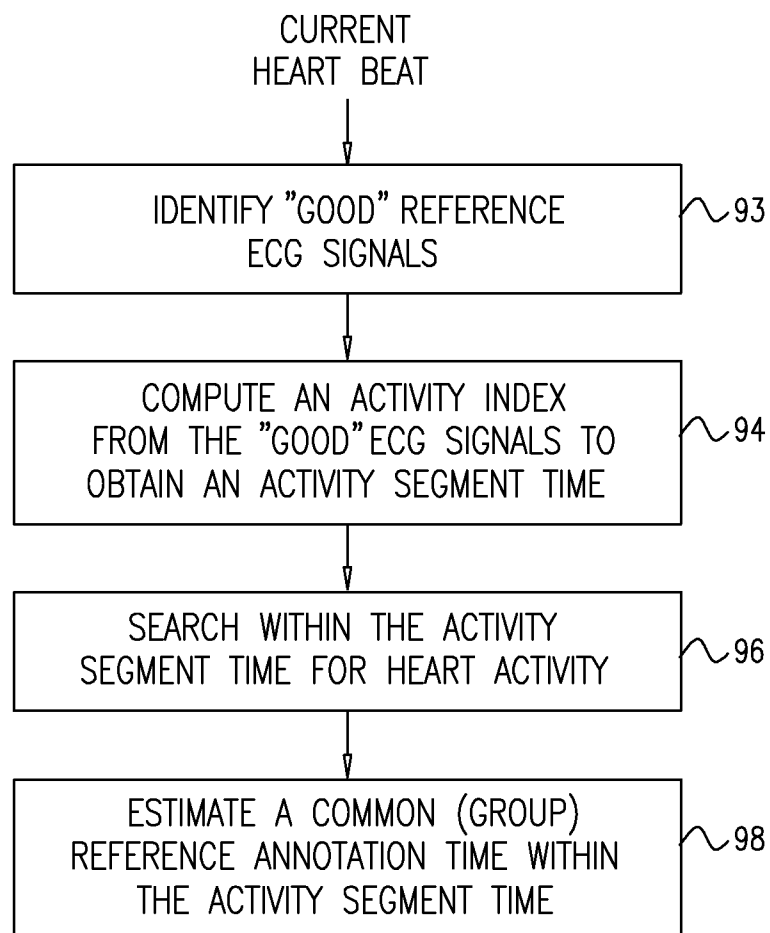 CURRENT
HEART BEAT
IDENTIFY "GOOD" REFERENCE
ECG SIGNALS
93
COMPUTE AN ACTIVITY INDEX
FROM THE "GOOD" ECG SIGNALS TO
OBTAIN AN ACTIVITY SEGMENT TIME
94
SEARCH WITHIN THE ACTIVITY
SEGMENT TIME FOR HEART ACTIVITY
96
ESTIMATE A COMMON (GROUP)
REFERENCE ANNOTATION TIME WITHIN
THE ACTIVITY SEGMENT TIME
98